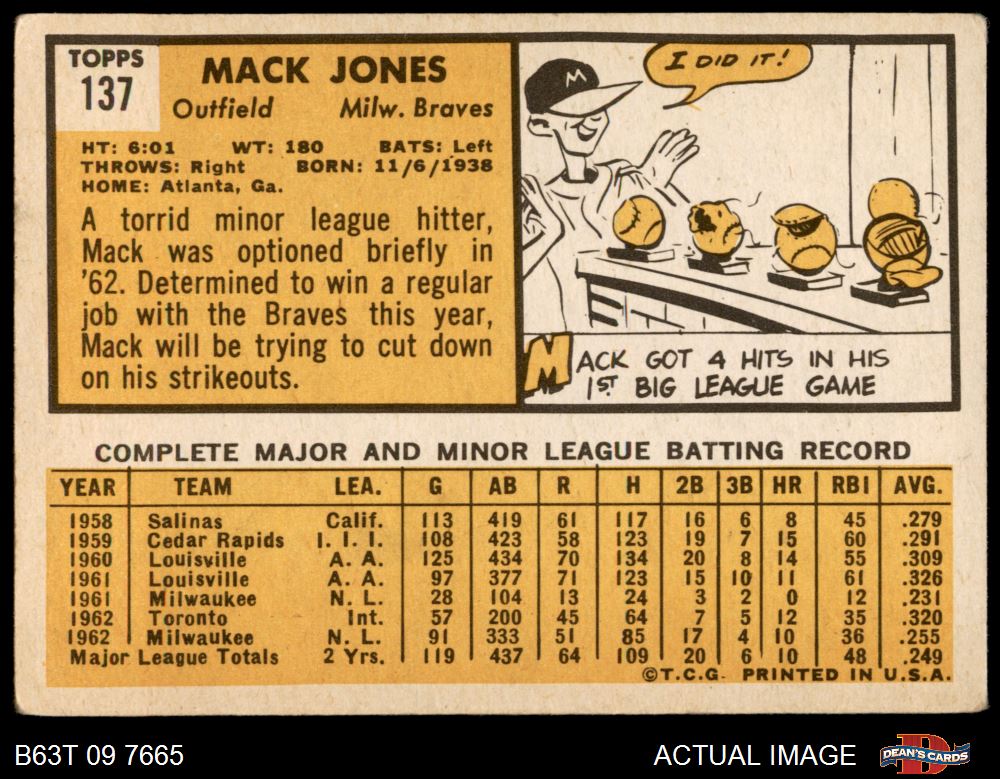 TOPPS
137
MACK JONES
Outfield Milw. Braves
HT: 6:01 WT: 180 BATS: Left
THROWS: Right BORN: 11/6/1938
HOME: Atlanta, Ga.
A torrid minor league hitter,
Mack was optioned briefly in
'62. Determined to win a regular
job with the Braves this year,
Mack will be trying to cut down
on his strikeouts.
M
I DID IT!
MACK GOT 4 HITS IN HIS
1ST BIG LEAGUE GAME
COMPLETE MAJOR AND MINOR LEAGUE BATTING RECORD
YEAR TEAM LEA. G AB R H 2B 3B HR RBI AVG.
1958 Salinas Calif. 113 419 61 117 16 6 8 45 .279
1959 Cedar Rapids I. I. I. 108 423 58 123 19 7 15 60 .291
1960 Louisville A. A. 125 434 70 134 20 8 14 55 .309
1961 Louisville A. A. 97 377 71 123 15 10 11 61 .326
1961 Milwaukee N. L. 28 104 13 24 3 2 0 12 .231
1962 Toronto Int. 57 200 45 64 7 5 12 35 .320
1962 Milwaukee N. L. 91 333 51 85 17 4 10 36 .255
Major League Totals 2 Yrs. 119 437 64 109 20 6 10 48 .249
©T.C.G. PRINTED IN U.S.A.
B63T 09 7665 ACTUAL IMAGE D DEAN'S CARDS